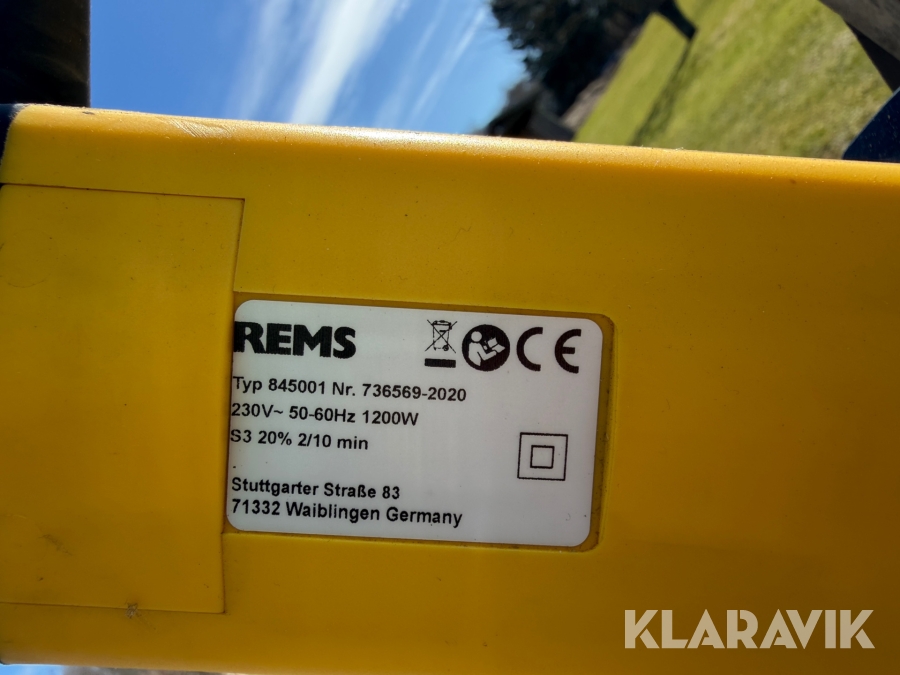 REMS
CE
Typ 845001 Nr. 736569-2020
230V~ 50-60Hz 1200W
S3 20% 2/10 min
Stuttgarter Straße 83
71332 Waiblingen Germany
KLARAVIK